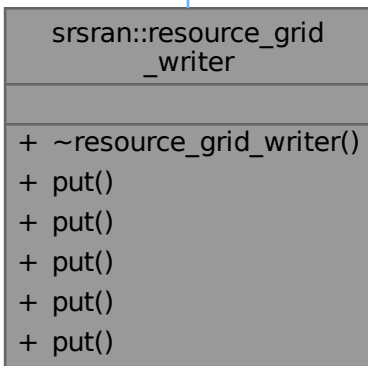 srsran::resource_grid
_writer
+ ~resource_grid_writer()
+ put()
+ put()
+ put()
+ put()
+ put()